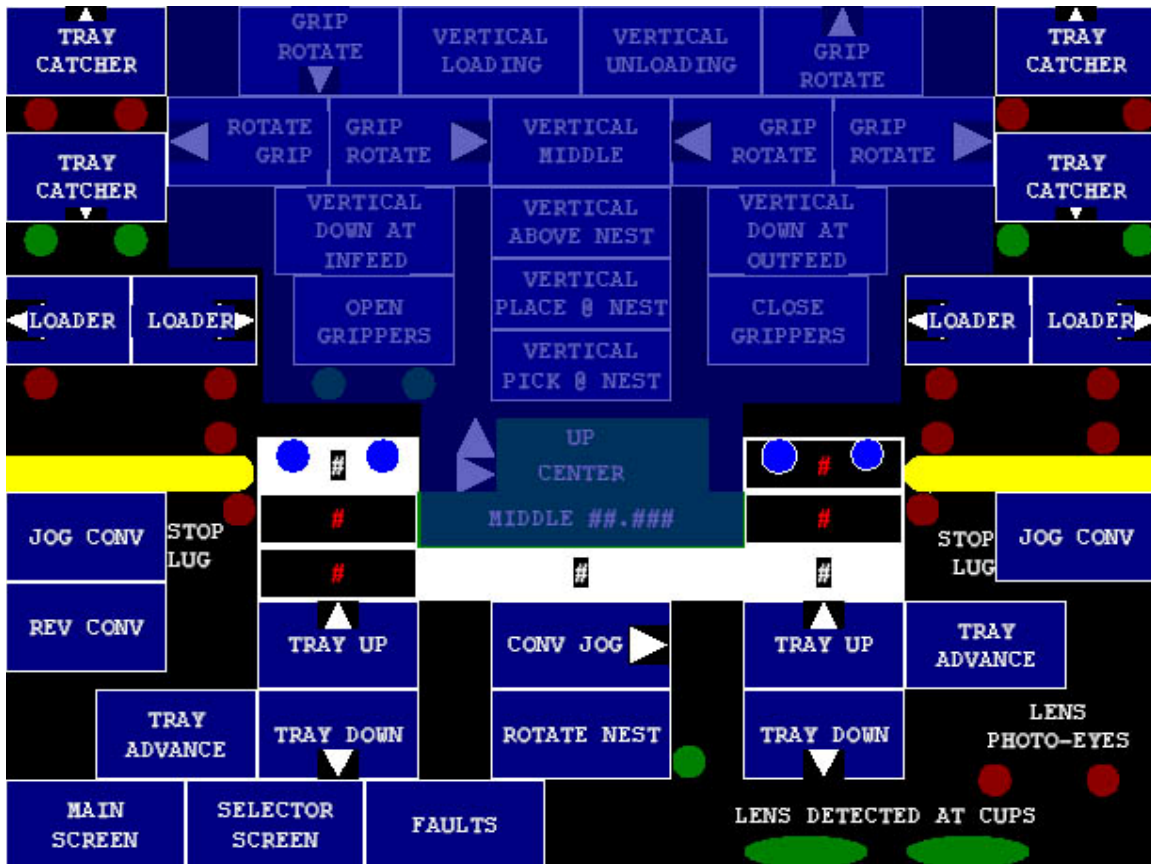 TRAY
CATCHER
GRIP
ROTATE
VERTICAL
LOADING
VERTICAL
UNLOADING
GRIP
ROTATE
TRAY
CATCHER
TRAY
CATCHER
ROTATE
GRIP
GRIP
ROTATE
VERTICAL
MIDDLE
GRIP
ROTATE
GRIP
ROTATE
TRAY
CATCHER
VERTICAL
DOWN AT
INFEED
VERTICAL
ABOVE NEST
VERTICAL
DOWN AT
OUTFEED
LOADER
LOADER
OPEN
GRIPPERS
VERTICAL
PLACE @ NEST
CLOSE
GRIPPERS
LOADER
LOADER
VERTICAL
PICK @ NEST
UP
CENTER
#
#
MIDDLE ##.###
#
#
JOG CONV
STOP
LUG
STOP
LUG
JOG CONV
#
#
#
REV CONV
TRAY UP
CONV JOG
TRAY UP
TRAY
ADVANCE
TRAY
ADVANCE
TRAY DOWN
ROTATE NEST
TRAY DOWN
LENS
PHOTO-EYES
MAIN
SCREEN
SELECTOR
SCREEN
FAULTS
LENS DETECTED AT CUPS